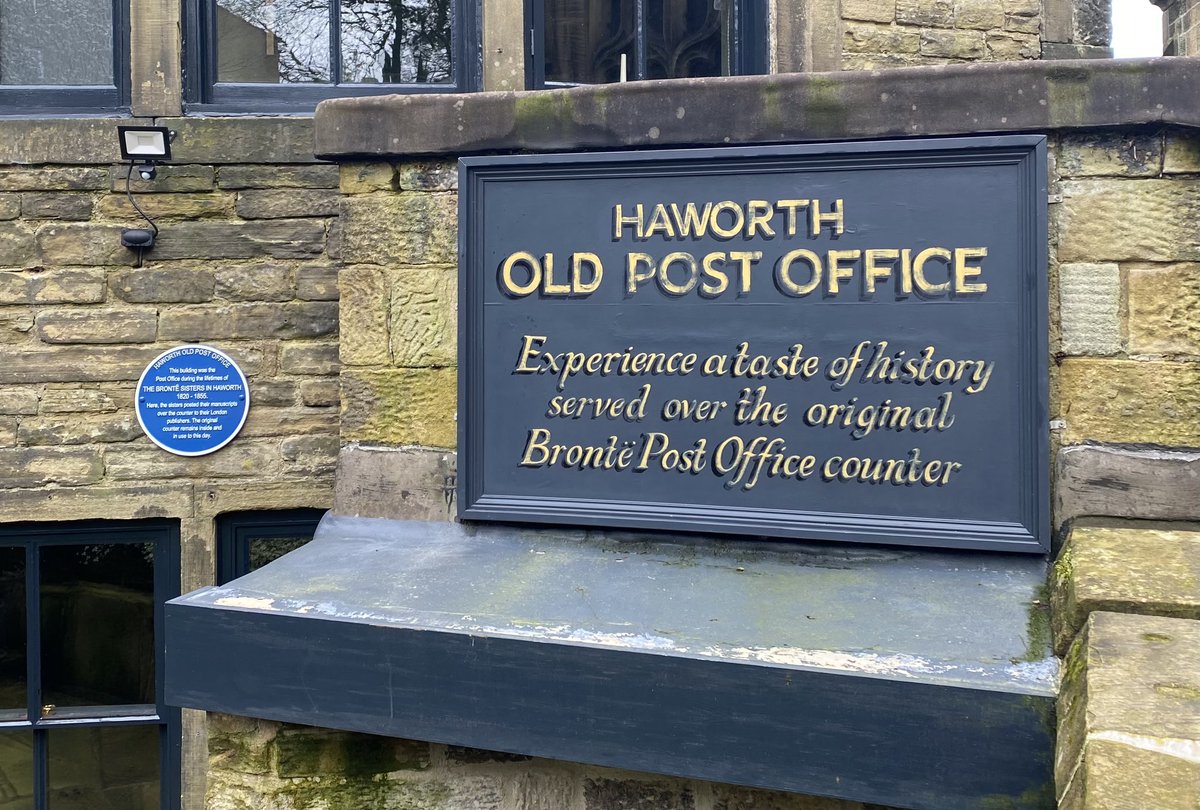 HAWORTH
OLD POST OFFICE
Experience a taste of history
served over the original
Brontë Post Office counter
HAWORTH OLD POST OFFICE
This building was the
Post Office during the lifetimes of
THE BRONTË SISTERS IN HAWORTH
1820 - 1855.
Here, the sisters posted their manuscripts
over the counter to their London
publishers. The original
counter remains inside and
in use to this day.